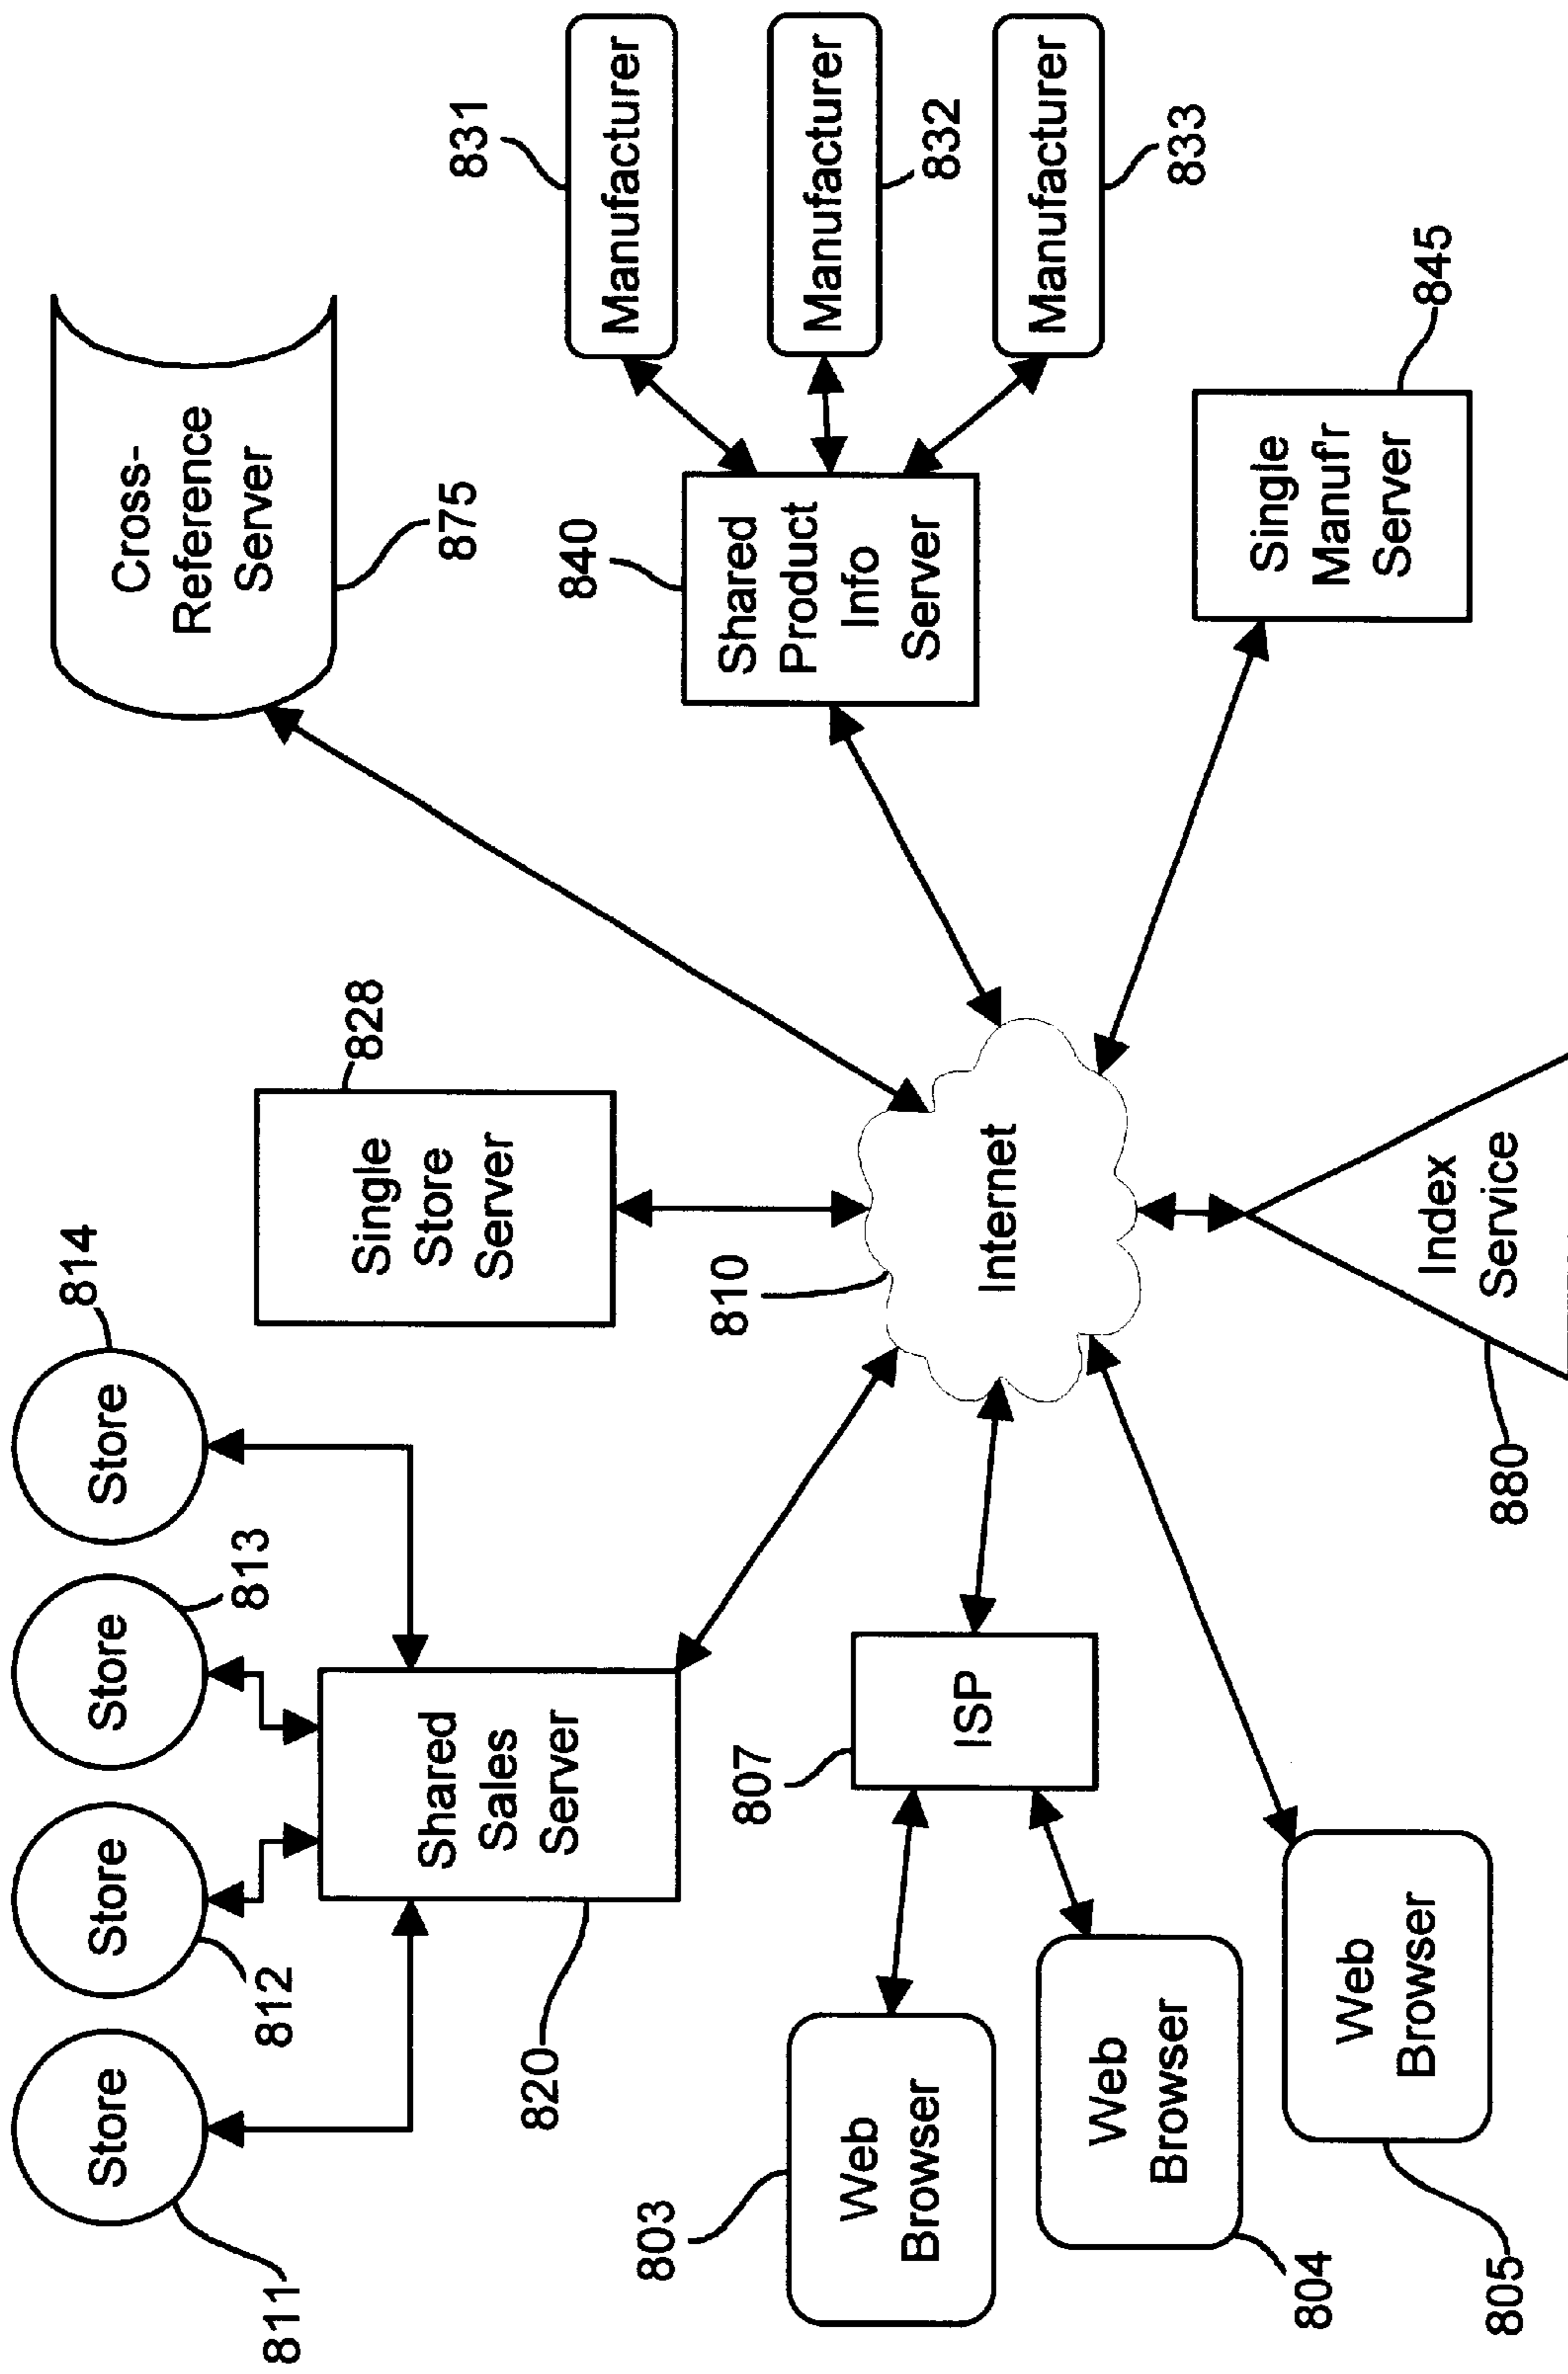 Store
811
Store
812
Store
813
Store
814
Shared
Sales
Server
820
Single
Store
Server
828
Cross-
Reference
Server
875
Manufacturer
831
Manufacturer
832
Manufacturer
833
Shared
Product
Info
Server
840
Single
Manuf'r
Server
845
Internet
810
ISP
807
Web
Browser
803
Web
Browser
804
Web
Browser
805
Index
Service
880